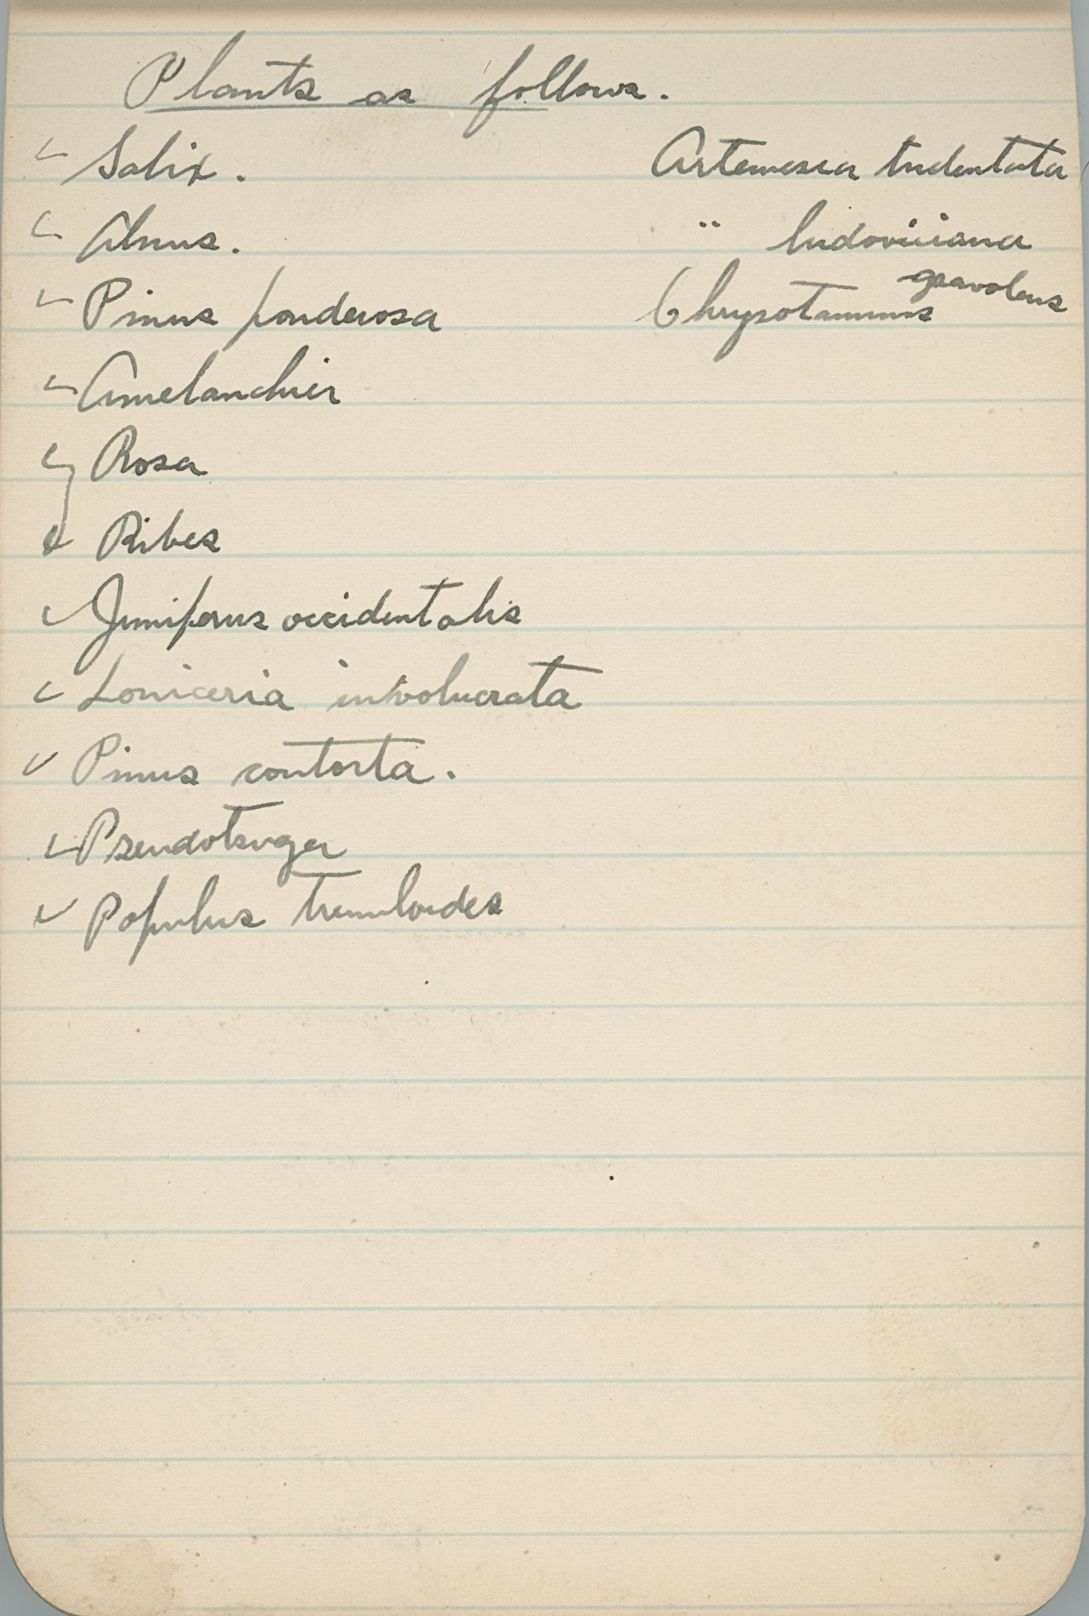 Plants as follows.
✓ Salix.
✓ Alnus.
✓ Pinus ponderosa
✓ Amelanchier
✓ Rosa
✓ Ribes
✓ Juniperus occidentalis
✓ Loniceria involucrata
✓ Pinus contorta.
✓ Pseudotsuga
✓ Populus tremuloides
Artemesia tridentata
" ludoviciana
graveolens
Chrysotamnus